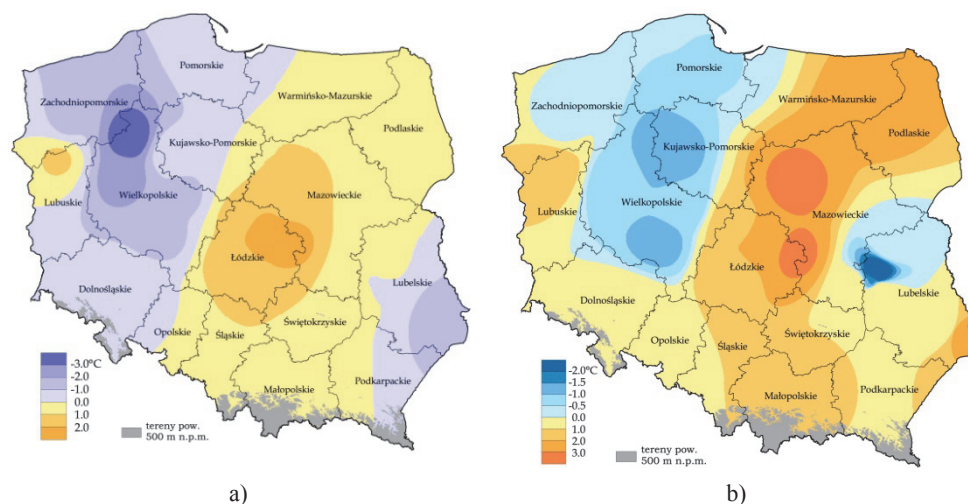 Pomorskie
Zachodniopomorskie
Warmińsko-Mazurskie
Podlaskie
Kujawsko-Pomorskie
Mazowieckie
Wielkopolskie
Lubuskie
Łódzkie
Lubelskie
Dolnośląskie
Opolskie
Śląskie
Świętokrzyskie
Małopolskie
Podkarpackie
-3.0°C
-2.0
-1.0
0.0
1.0
2.0
tereny pow.
500 m n.p.m.
a)
Pomorskie
Zachodniopomorskie
Warmińsko-Mazurskie
Podlaskie
Kujawsko-Pomorskie
Wielkopolskie
Mazowieckie
Lubuskie
Łódzkie
Lubelskie
Dolnośląskie
Opolskie
Śląskie
Świętokrzyskie
Małopolskie
Podkarpackie
-2.0°C
-1.5
-1.0
-0.5
0.0
1.0
2.0
3.0
tereny pow.
500 m n.p.m.
b)